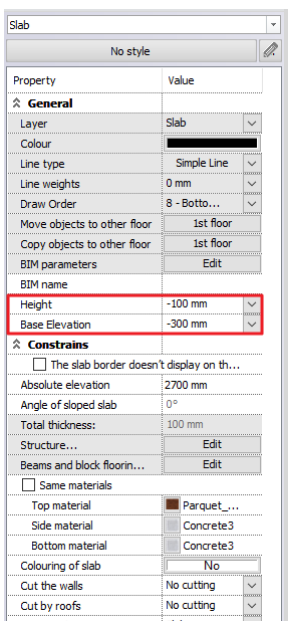 Slab
No style
Property Value
General
Layer Slab
Colour
Line type Simple Line
Line weights 0 mm
Draw Order 8 - Botto...
Move objects to other floor 1st floor
Copy objects to other floor 1st floor
BIM parameters Edit
BIM name
Height -100 mm
Base Elevation -300 mm
Constrains
The slab border doesn't display on th...
Absolute elevation 2700 mm
Angle of sloped slab 0°
Total thickness: 100 mm
Structure... Edit
Beams and block floorin... Edit
Same materials
Top material Parquet_...
Side material Concrete3
Bottom material Concrete3
Colouring of slab No
Cut the walls No cutting
Cut by roofs No cutting